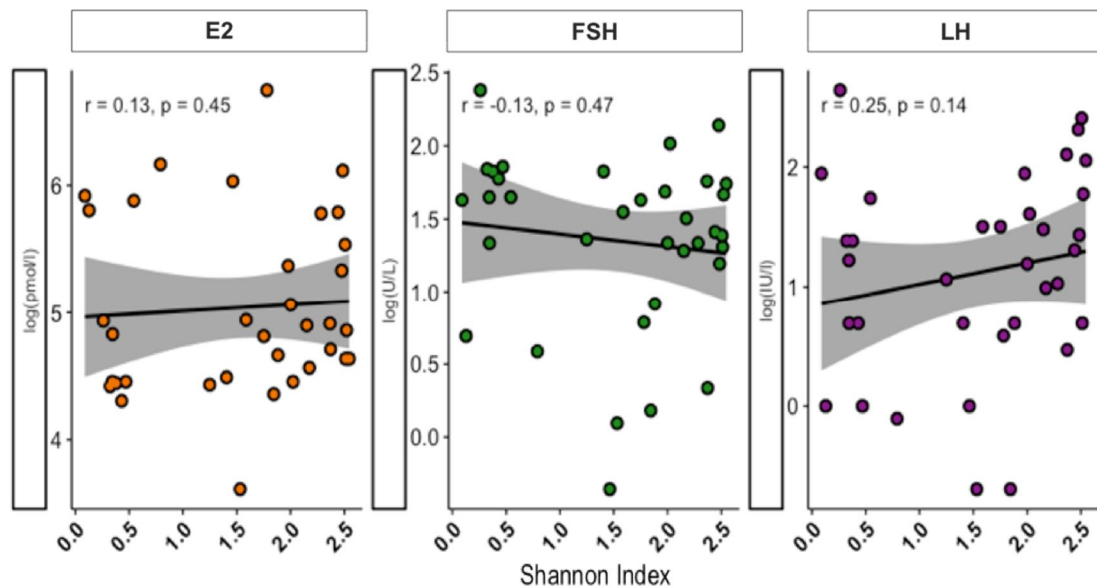 E2
FSH
LH
r = 0.13, p = 0.45
r = -0.13, p = 0.47
r = 0.25, p = 0.14
log(pmol/l)
6
5
4
log(U/L)
2.5
2.0
1.5
1.0
0.5
0.0
log(IU/l)
2
1
0
0.0 0.5 1.0 1.5 2.0 2.5
0.0 0.5 1.0 1.5 2.0 2.5
0.0 0.5 1.0 1.5 2.0 2.5
Shannon Index